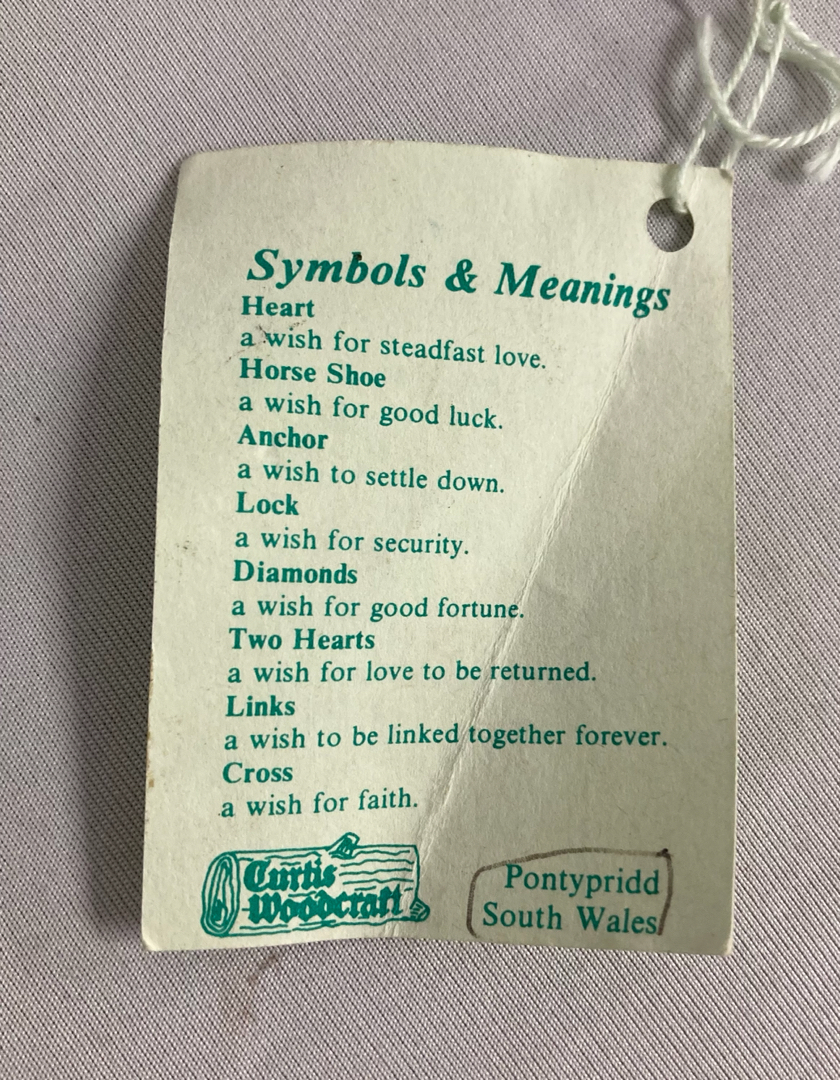 Symbols & Meanings
Heart
a wish for steadfast love.
Horse Shoe
a wish for good luck.
Anchor
a wish to settle down.
Lock
a wish for security.
Diamonds
a wish for good fortune.
Two Hearts
a wish for love to be returned.
Links
a wish to be linked together forever.
Cross
a wish for faith.
Curtis
Woodcraft
Pontypridd
South Wales